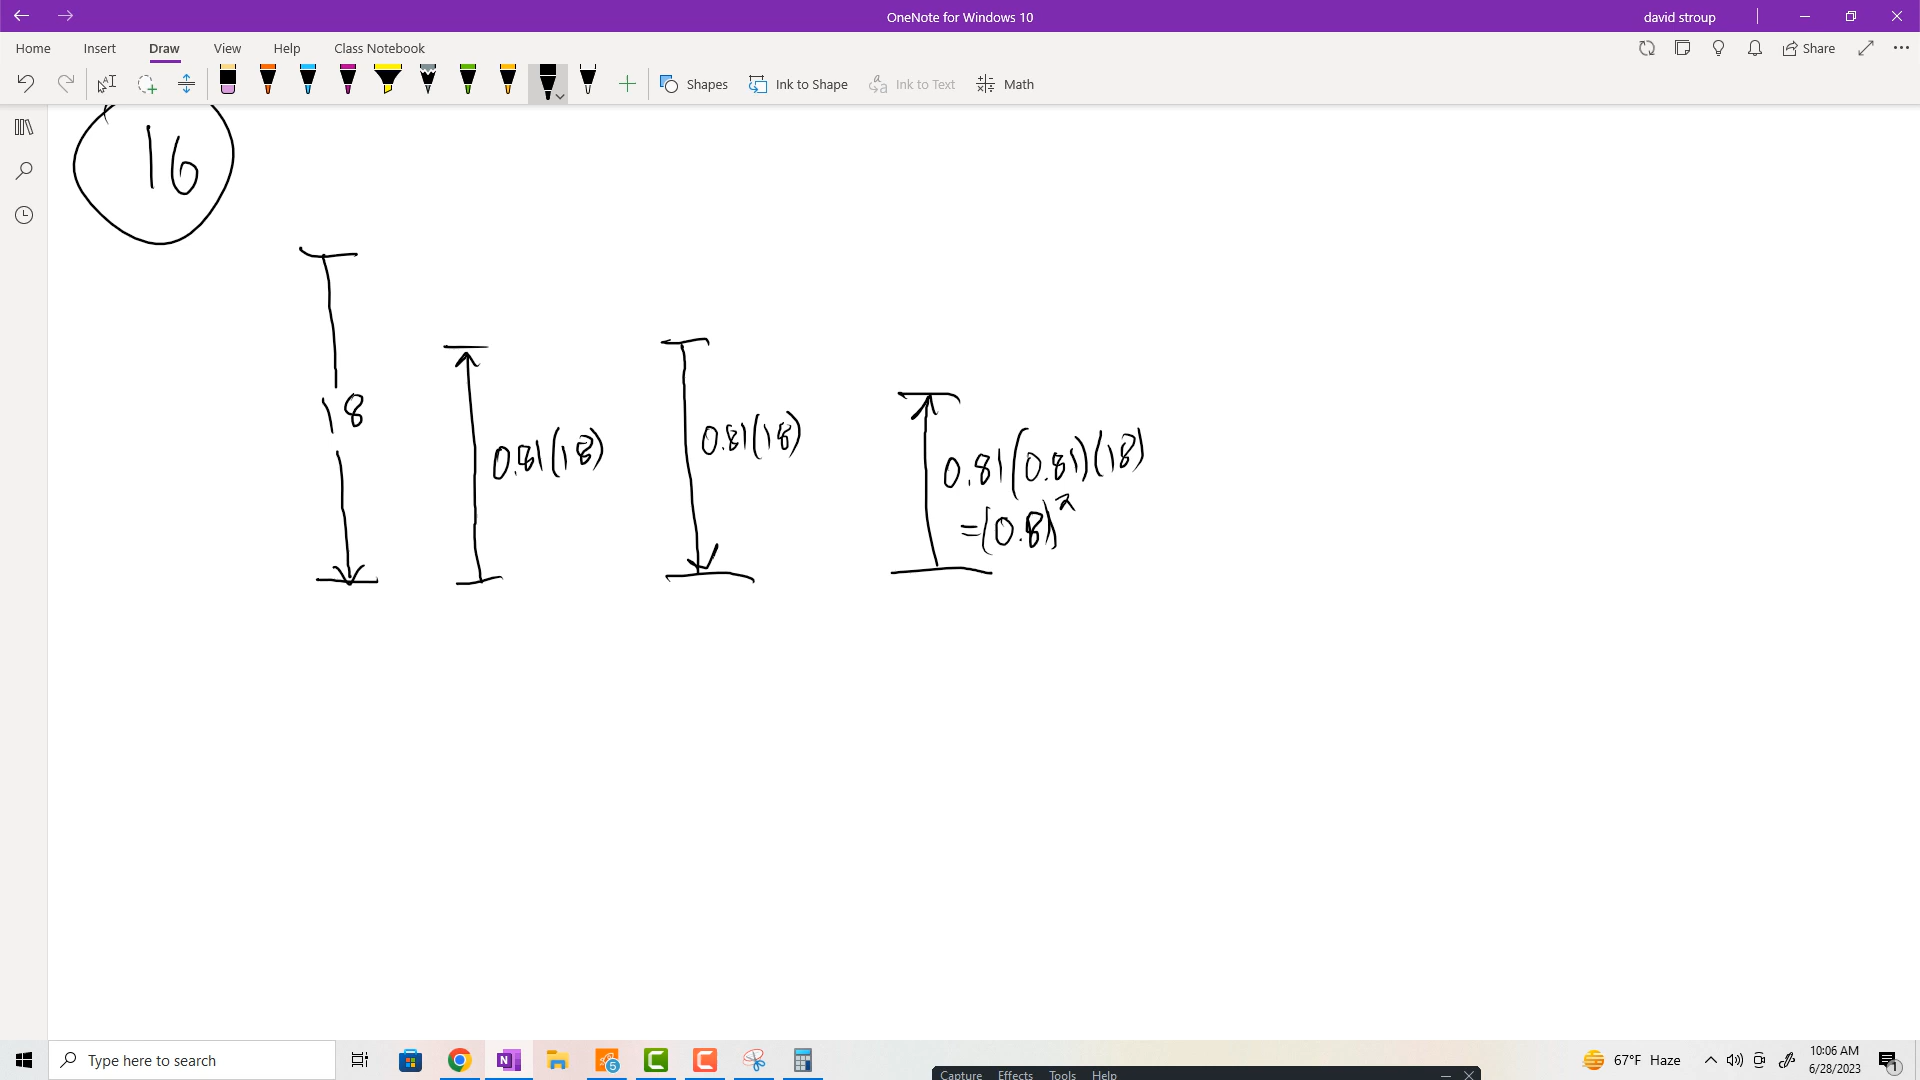 OneNote for Windows 10
david stroup
Home Insert Draw View Help Class Notebook
Share
Shapes Ink to Shape Ink to Text Math
16
18
0.81(18)
0.81(18)
0.81(0.81)(18)
=(0.81)²
Type here to search
5
67°F Haze
10:06 AM
6/28/2023
1
Capture Effects Tools Help